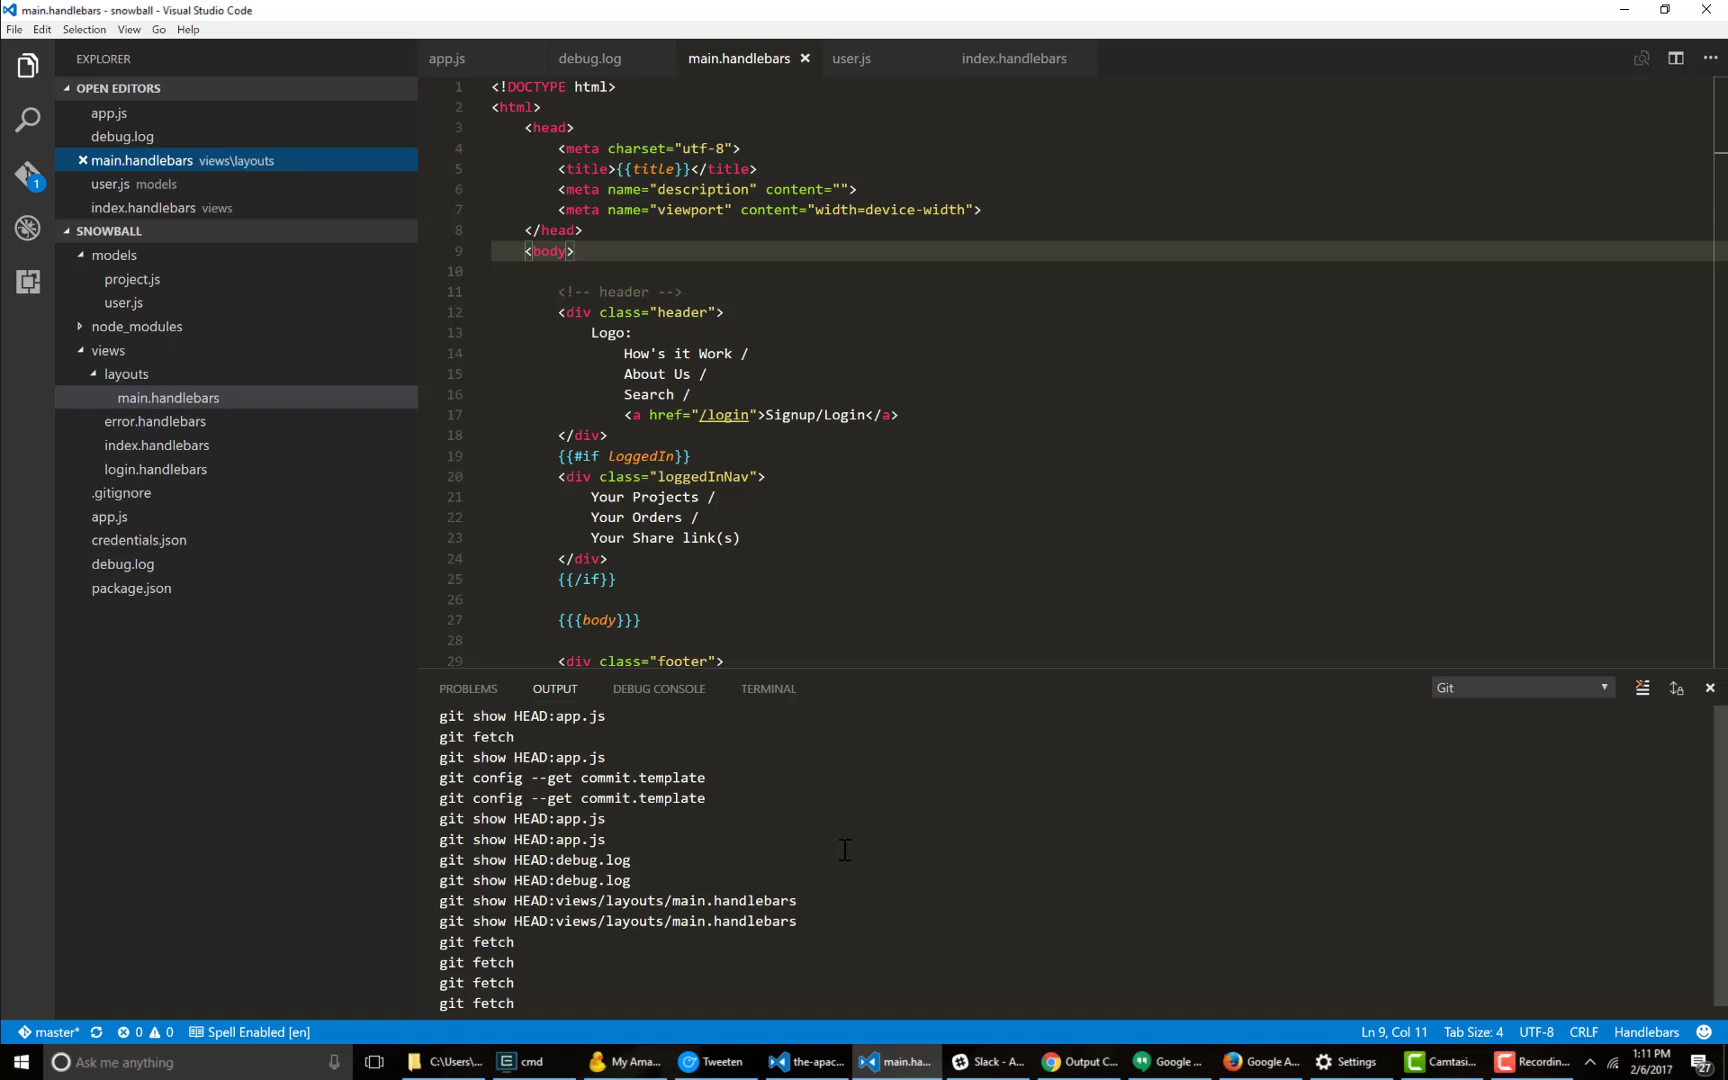 main.handlebars - snowball - Visual Studio Code
File Edit Selection View Go Help
EXPLORER
OPEN EDITORS
app.js
debug.log
main.handlebars views\layouts
user.js models
index.handlebars views
SNOWBALL
models
project.js
user.js
node_modules
views
layouts
main.handlebars
error.handlebars
index.handlebars
login.handlebars
.gitignore
app.js
credentials.json
debug.log
package.json
1
app.js debug.log main.handlebars user.js index.handlebars
1 <!DOCTYPE html>
2 <html>
3 <head>
4 <meta charset="utf-8">
5 <title>{{title}}</title>
6 <meta name="description" content="">
7 <meta name="viewport" content="width=device-width">
8 </head>
9 <body>
10
11 <!-- header -->
12 <div class="header">
13 Logo:
14 How's it Work /
15 About Us /
16 Search /
17 <a href="/login">Signup/Login</a>
18 </div>
19 {{#if loggedIn}}
20 <div class="loggedInNav">
21 Your Projects /
22 Your Orders /
23 Your Share link(s)
24 </div>
25 {{/if}}
26
27 {{{body}}}
28
29 <div class="footer">
PROBLEMS OUTPUT DEBUG CONSOLE TERMINAL Git
git show HEAD:app.js
git fetch
git show HEAD:app.js
git config --get commit.template
git config --get commit.template
git show HEAD:app.js
git show HEAD:app.js
git show HEAD:debug.log
git show HEAD:debug.log
git show HEAD:views/layouts/main.handlebars
git show HEAD:views/layouts/main.handlebars
git fetch
git fetch
git fetch
git fetch
master* 0 0 Spell Enabled [en] Ln 9, Col 11 Tab Size: 4 UTF-8 CRLF Handlebars
Ask me anything C:\Users\... cmd My Ama... Tweeten the-apac... main.ha... Slack - A... Output C... Google ... Google A... Settings Camtasi... Recordin... 1:11 PM
2/6/2017 27